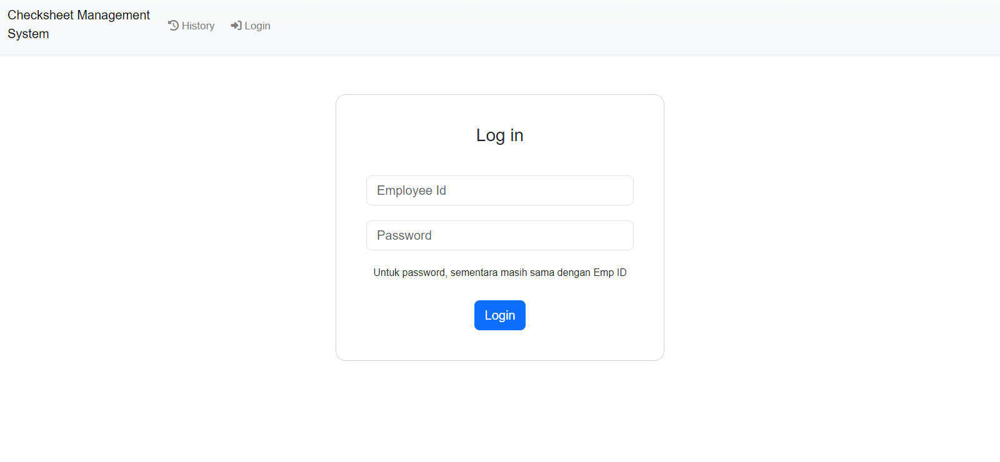 Checksheet Management
System
History
Login
Log in
Employee Id
Password
Untuk password, sementara masih sama dengan Emp ID
Login